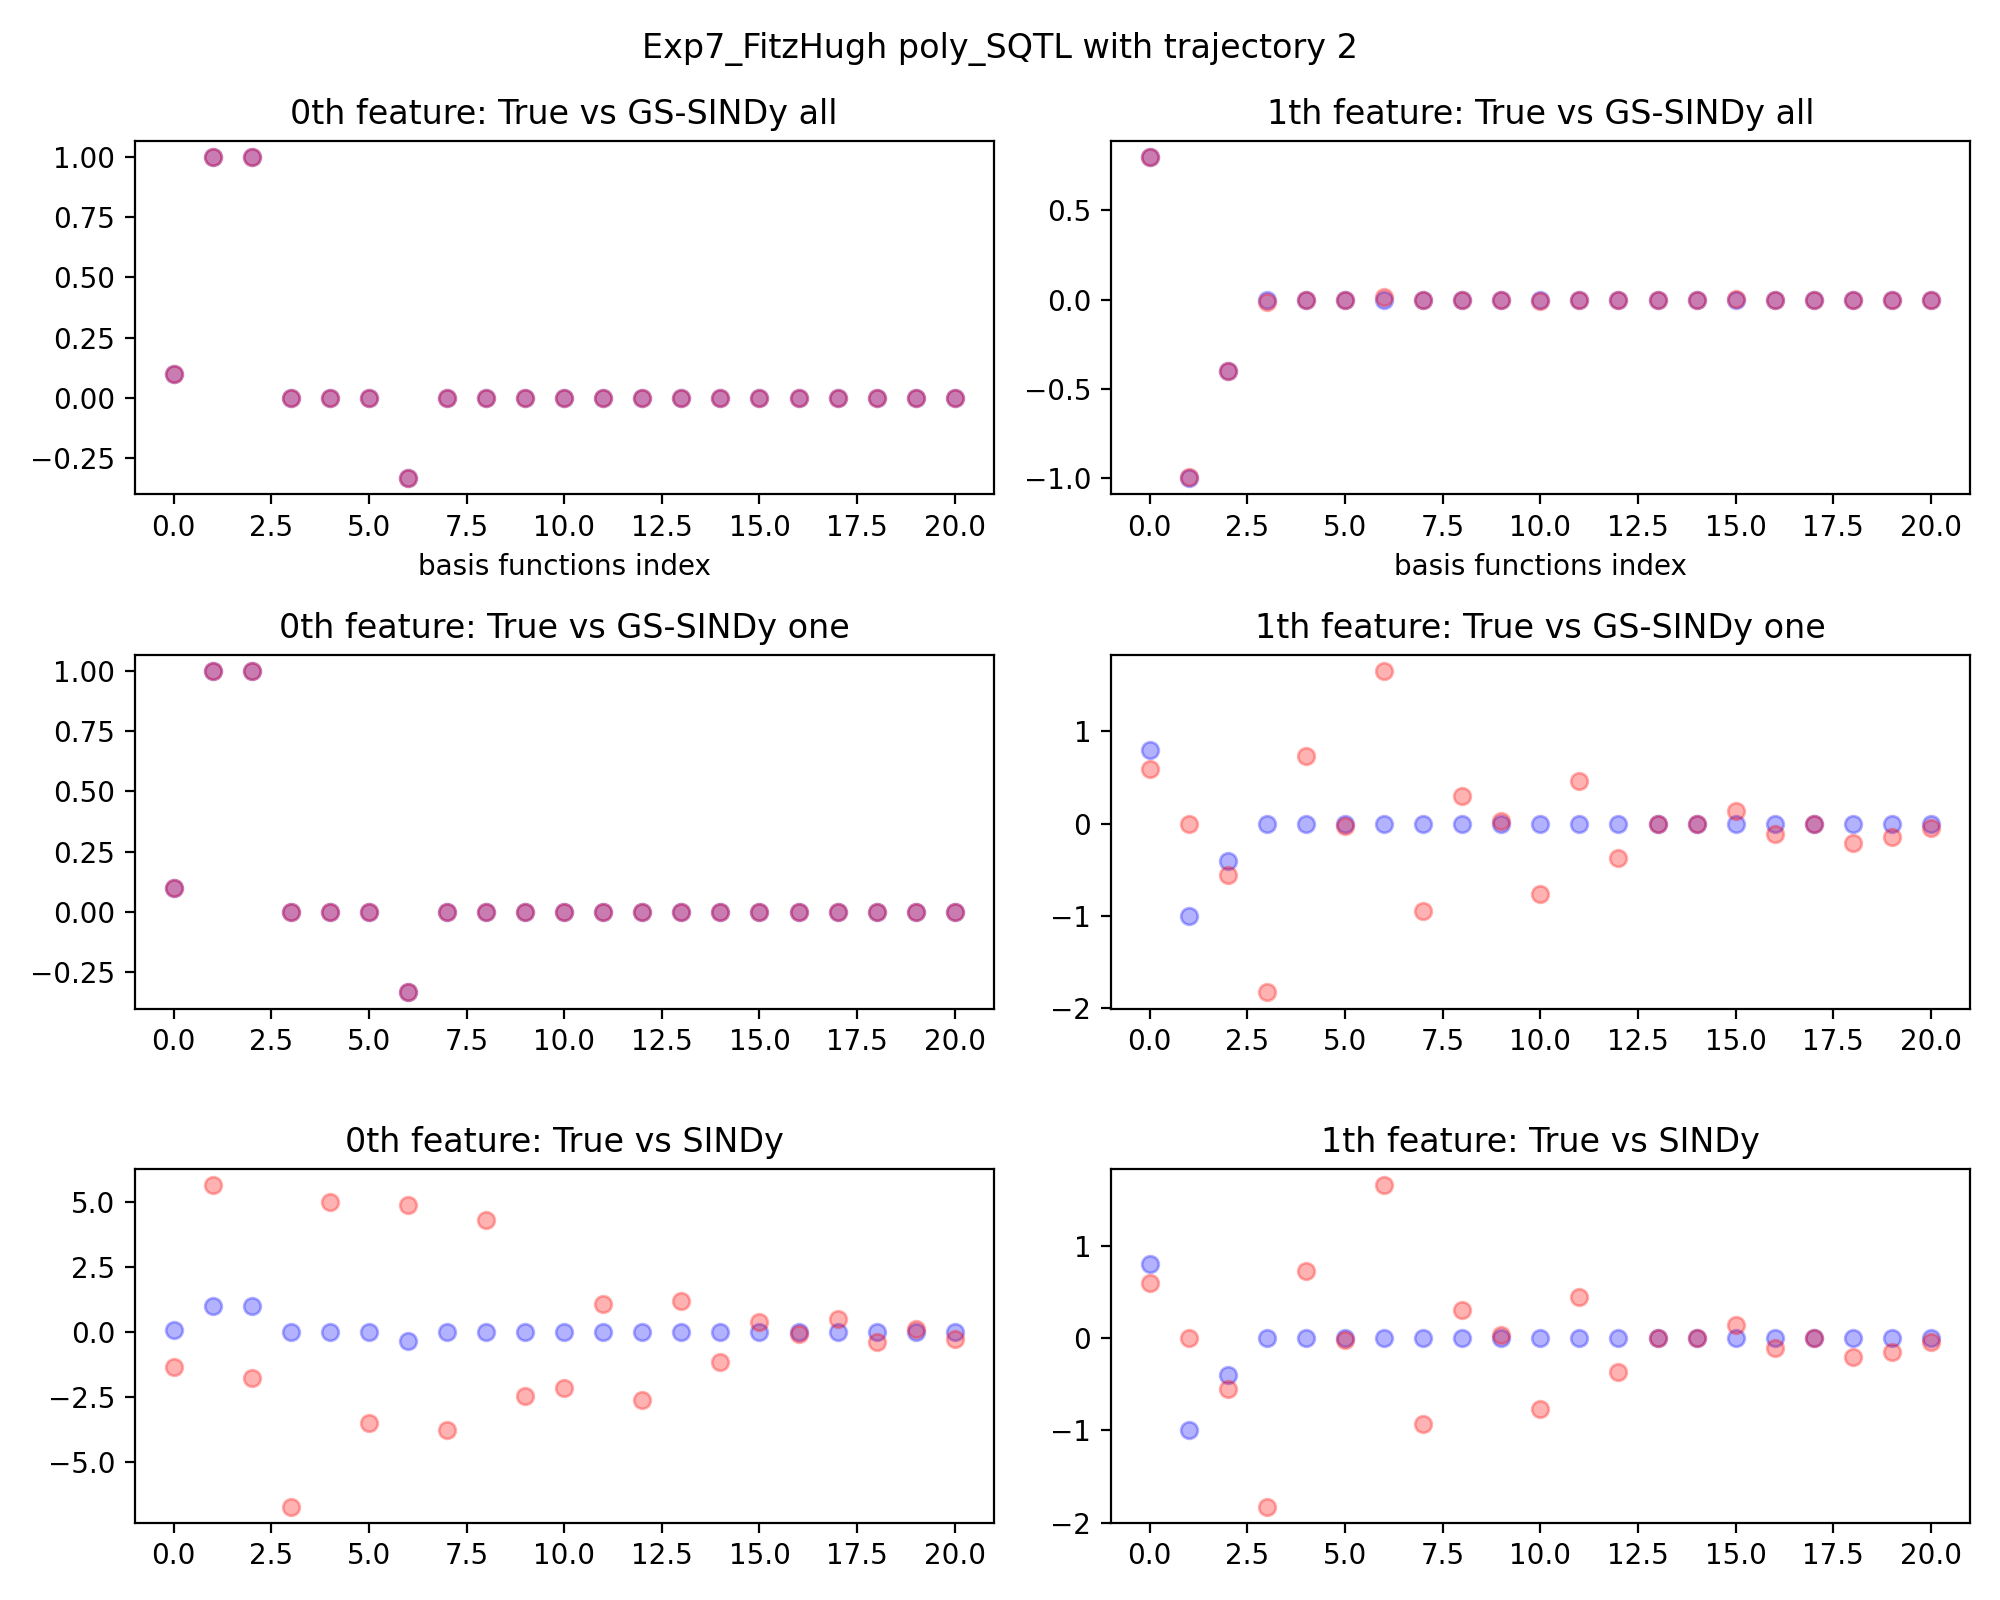 Exp7_FitzHugh poly_SQTL with trajectory 2
0th feature: True vs GS-SINDy all
1.00
0.75
0.50
0.25
0.00
−0.25
0.0 2.5 5.0 7.5 10.0 12.5 15.0 17.5 20.0
basis functions index
1th feature: True vs GS-SINDy all
0.5
0.0
−0.5
−1.0
0.0 2.5 5.0 7.5 10.0 12.5 15.0 17.5 20.0
basis functions index
0th feature: True vs GS-SINDy one
1.00
0.75
0.50
0.25
0.00
−0.25
0.0 2.5 5.0 7.5 10.0 12.5 15.0 17.5 20.0
1th feature: True vs GS-SINDy one
1
0
−1
−2
0.0 2.5 5.0 7.5 10.0 12.5 15.0 17.5 20.0
0th feature: True vs SINDy
5.0
2.5
0.0
−2.5
−5.0
0.0 2.5 5.0 7.5 10.0 12.5 15.0 17.5 20.0
1th feature: True vs SINDy
1
0
−1
−2
0.0 2.5 5.0 7.5 10.0 12.5 15.0 17.5 20.0